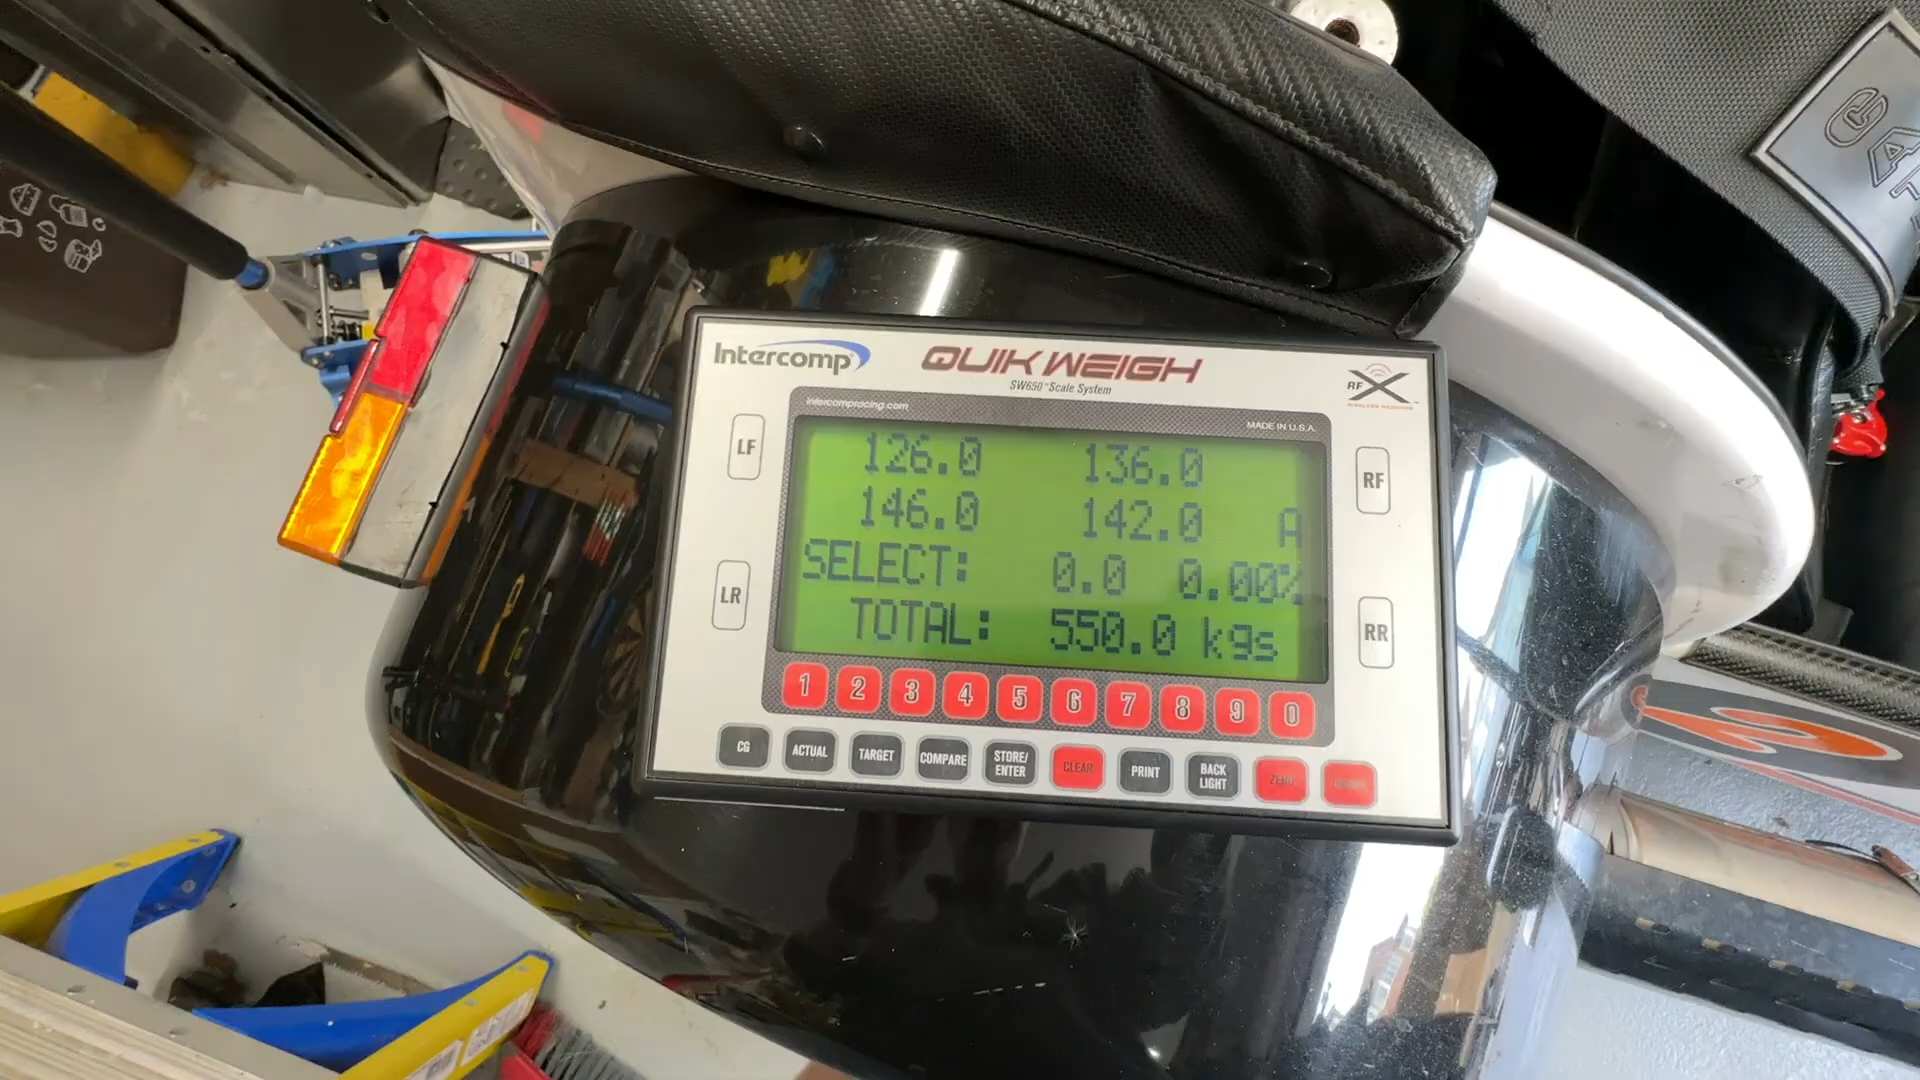 Intercomp
QUIK WEIGH
SW650™ Scale System
RF X
intercompracing.com
MADE IN U.S.A.
LF
RF
LR
RR
126.0 136.0
146.0 142.0 A
SELECT: 0.0 0.00%
TOTAL: 550.0 kgs
1 2 3 4 5 6 7 8 9 0
CG
ACTUAL
TARGET
COMPARE
STORE/
ENTER
CLEAR
PRINT
BACK
LIGHT
ZERO